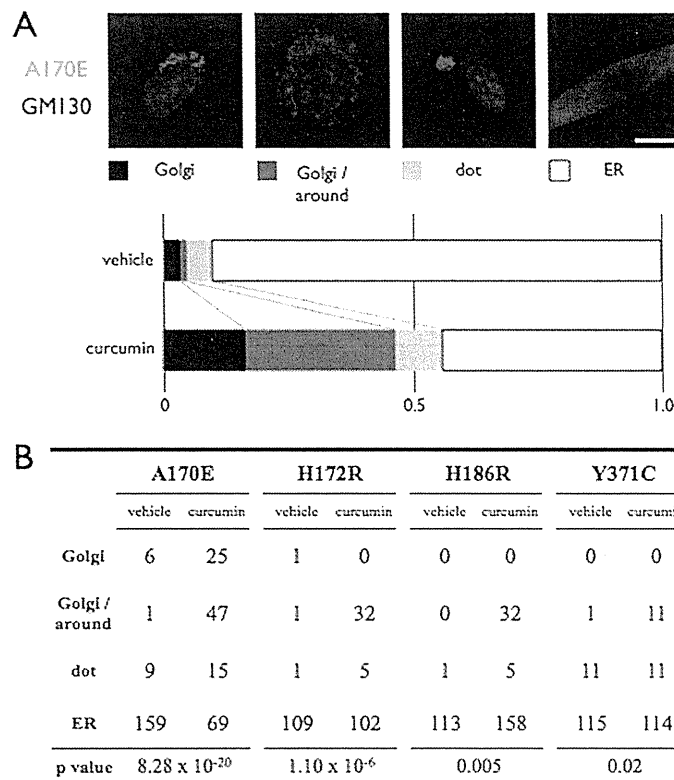 A
A170E
GM130
Golgi
Golgi /
around
dot
ER
vehicle
curcumin
0 0.5 1.0
B
A170E H172R H186R Y371C
vehicle curcumin vehicle curcumin vehicle curcumin vehicle curcumin
Golgi 6 25 1 0 0 0 0 0
Golgi /
around 1 47 1 32 0 32 1 11
dot 9 15 1 5 1 5 11 11
ER 159 69 109 102 113 158 115 114
p value 8.28 x 10-20 1.10 x 10-6 0.005 0.02